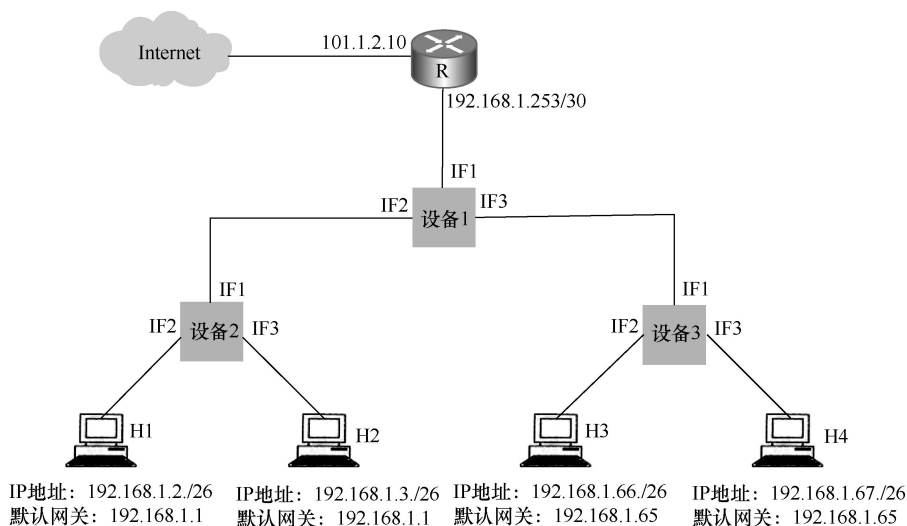 Internet
101.1.2.10
R
192.168.1.253/30
IF1
IF2
IF3
设备1
IF1
IF1
IF2
设备2
IF3
IF2
设备3
IF3
H1
H2
H3
H4
IP地址：192.168.1.2./26
默认网关：192.168.1.1
IP地址：192.168.1.3./26
默认网关：192.168.1.1
IP地址：192.168.1.66./26
默认网关：192.168.1.65
IP地址：192.168.1.67./26
默认网关：192.168.1.65